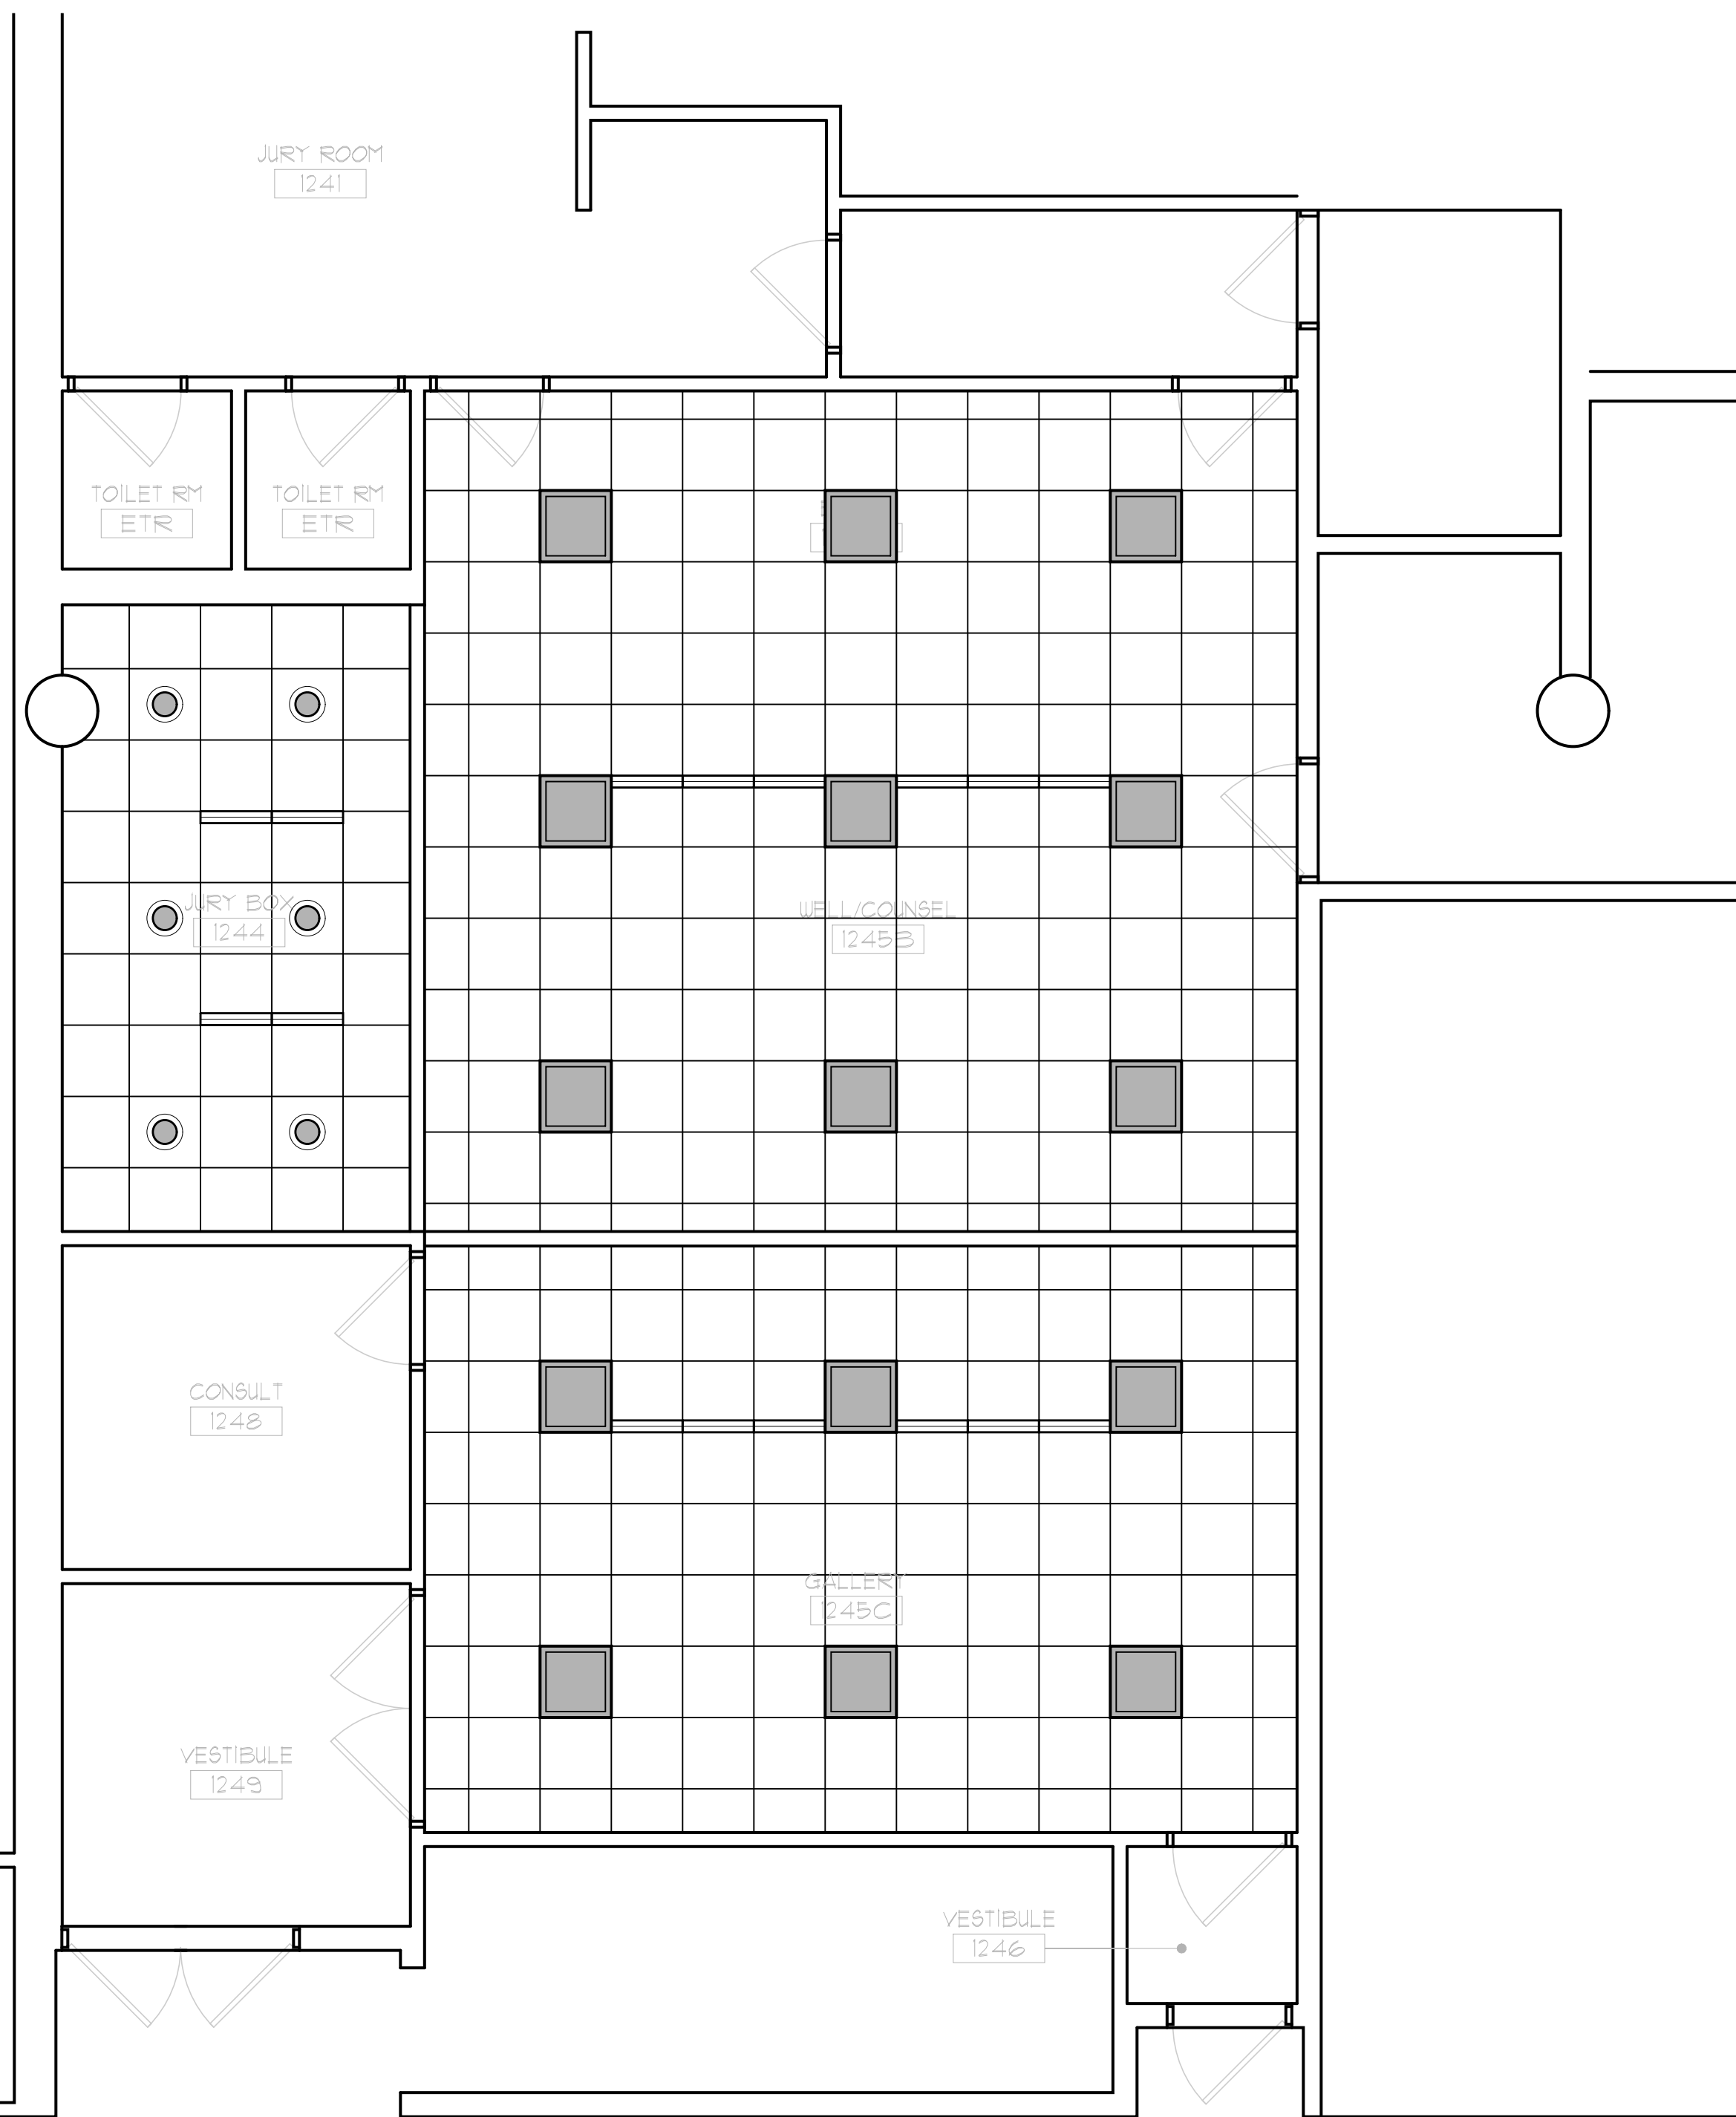 JURY ROOM
1241
TOILET RM
ETR
TOILET RM
ETR
JURY BOX
1244
WELL/COUNSEL
1245B
CONSULT
1248
GALLERY
1245C
VESTIBULE
1249
VESTIBULE
1246